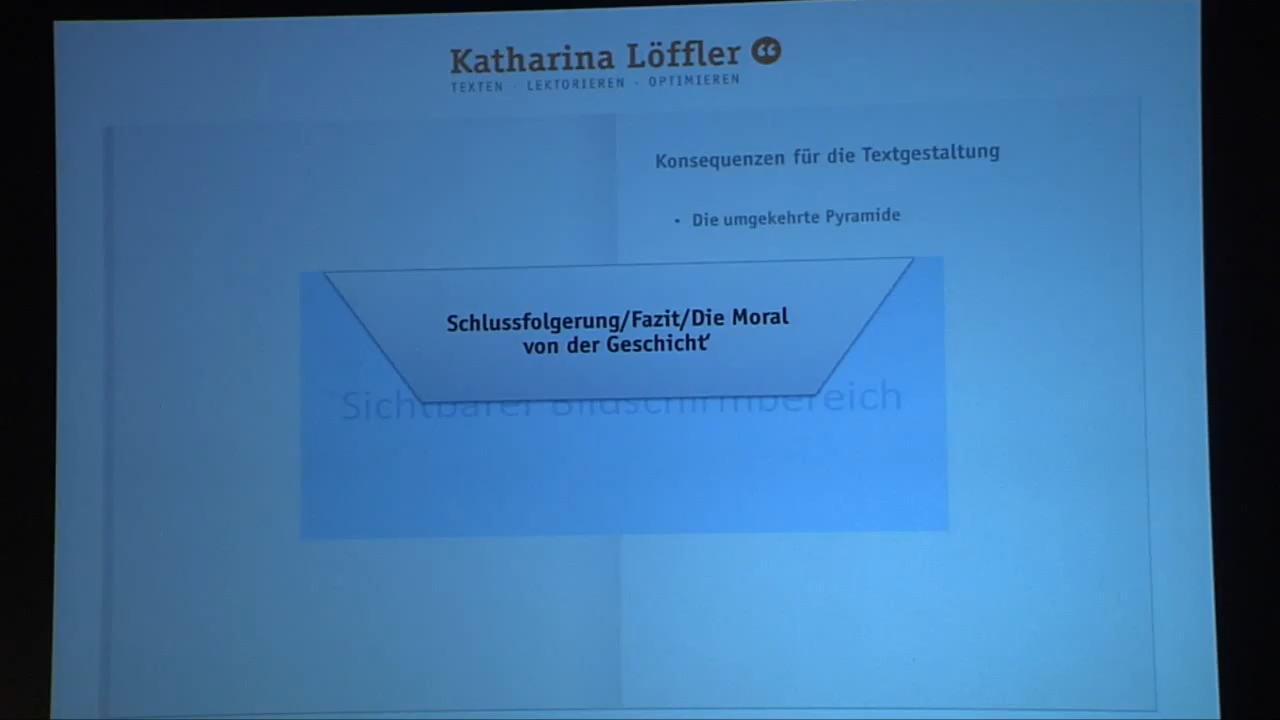 Katharina Löffler “
TEXTEN · LEKTORIEREN · OPTIMIEREN
Konsequenzen für die Textgestaltung
• Die umgekehrte Pyramide
Schlussfolgerung/Fazit/Die Moral
von der Geschicht’
Sichtbarer Bildschirmbereich